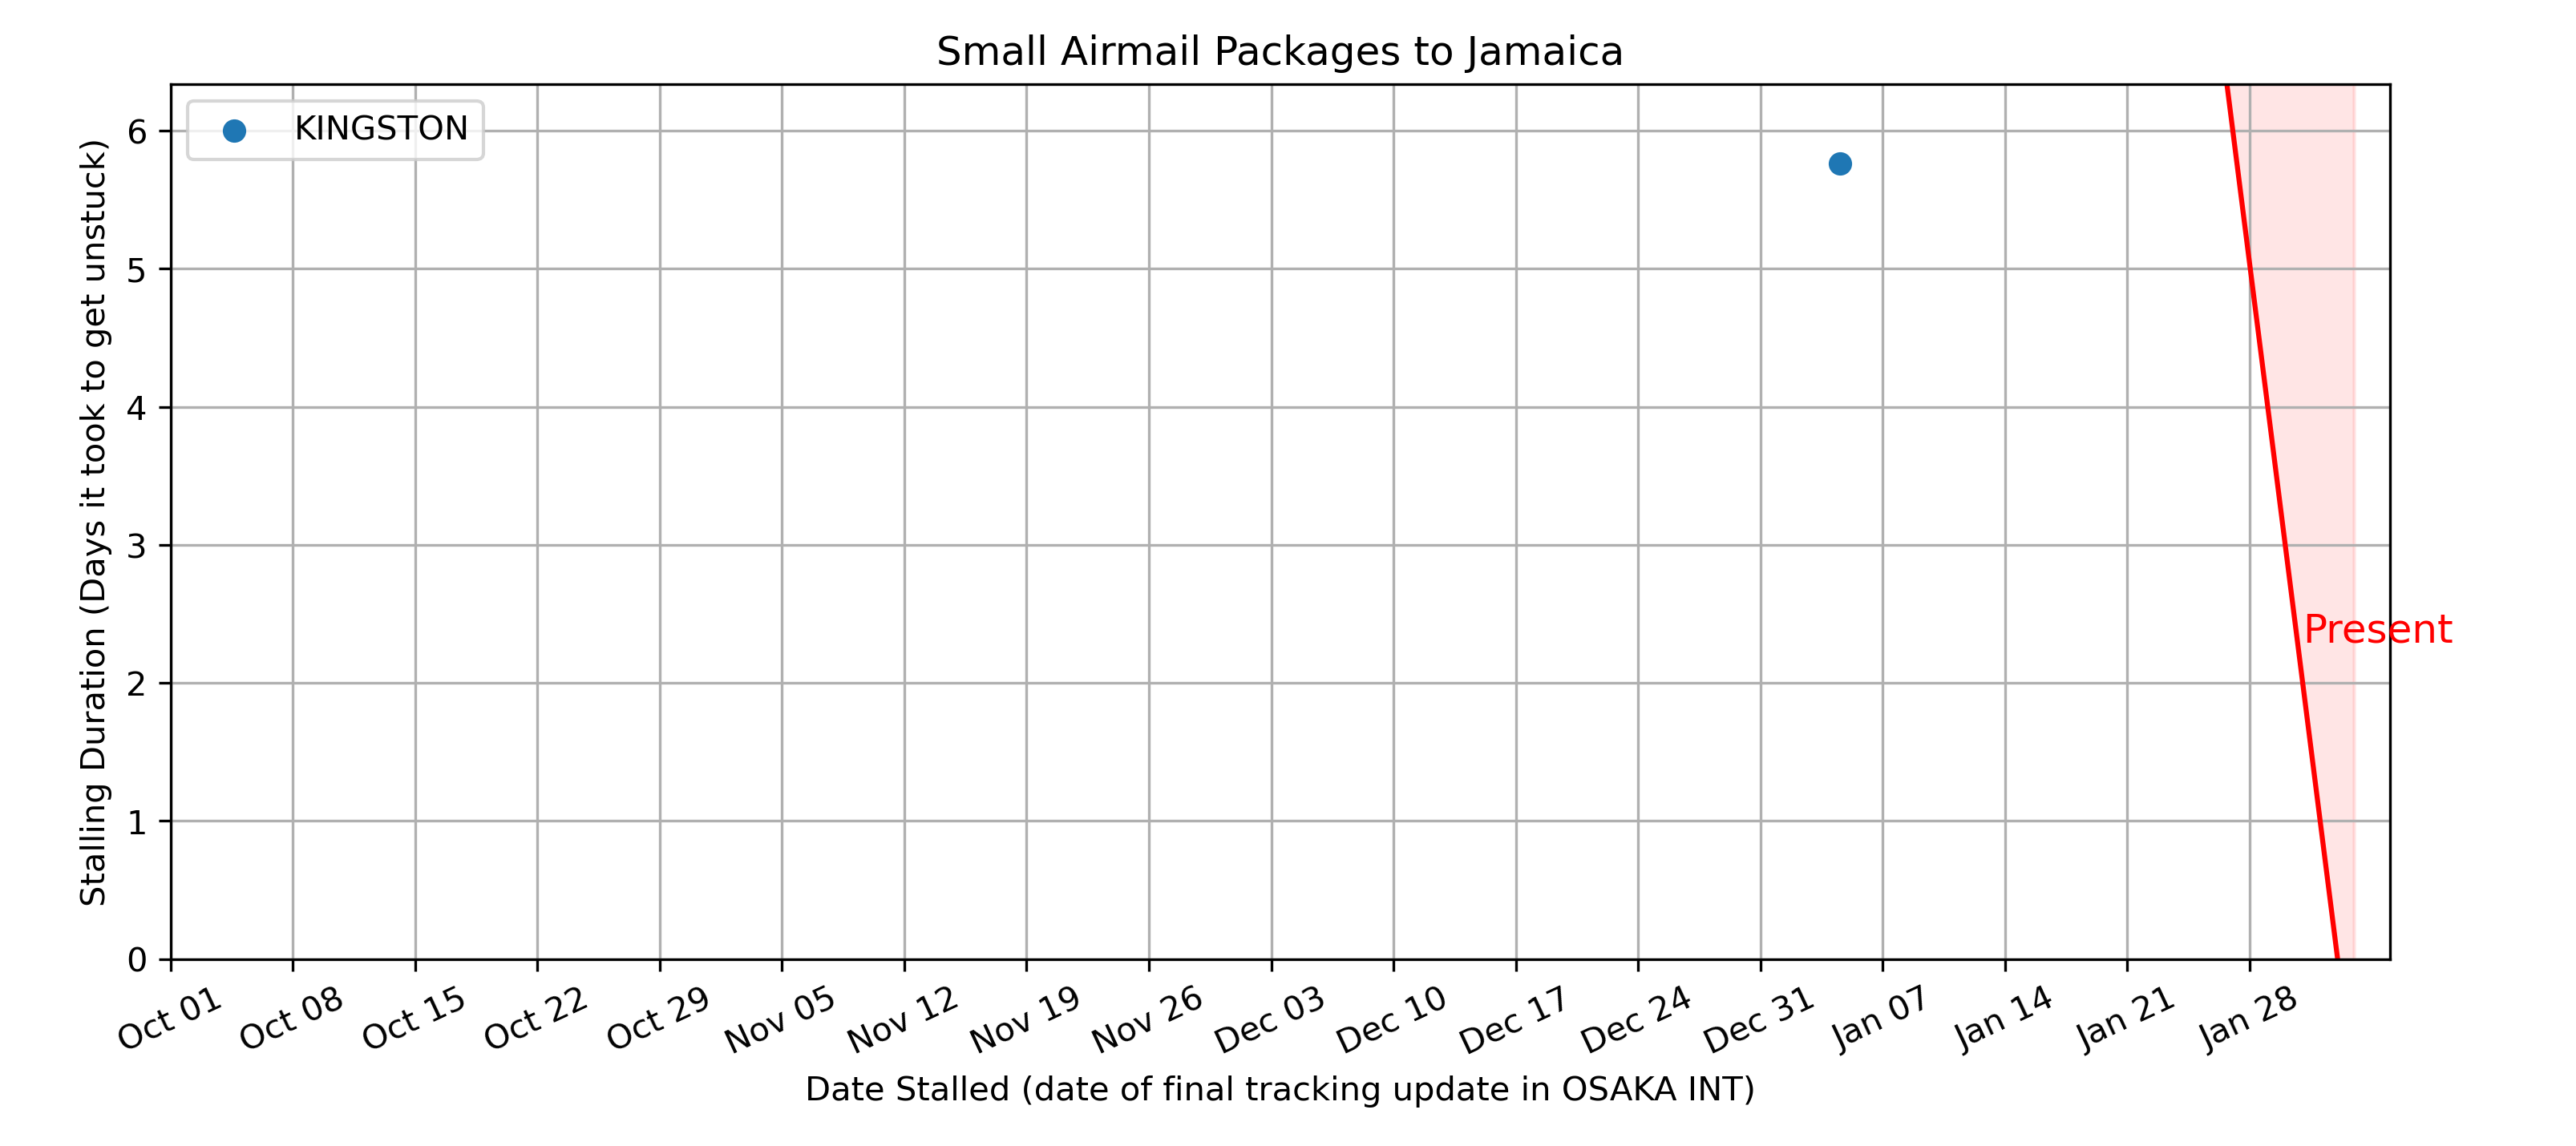 Small Airmail Packages to Jamaica
KINGSTON
Stalling Duration (Days it took to get unstuck)
6
5
4
3
2
1
0
Present
Oct 01
Oct 08
Oct 15
Oct 22
Oct 29
Nov 05
Nov 12
Nov 19
Nov 26
Dec 03
Dec 10
Dec 17
Dec 24
Dec 31
Jan 07
Jan 14
Jan 21
Jan 28
Date Stalled (date of final tracking update in OSAKA INT)